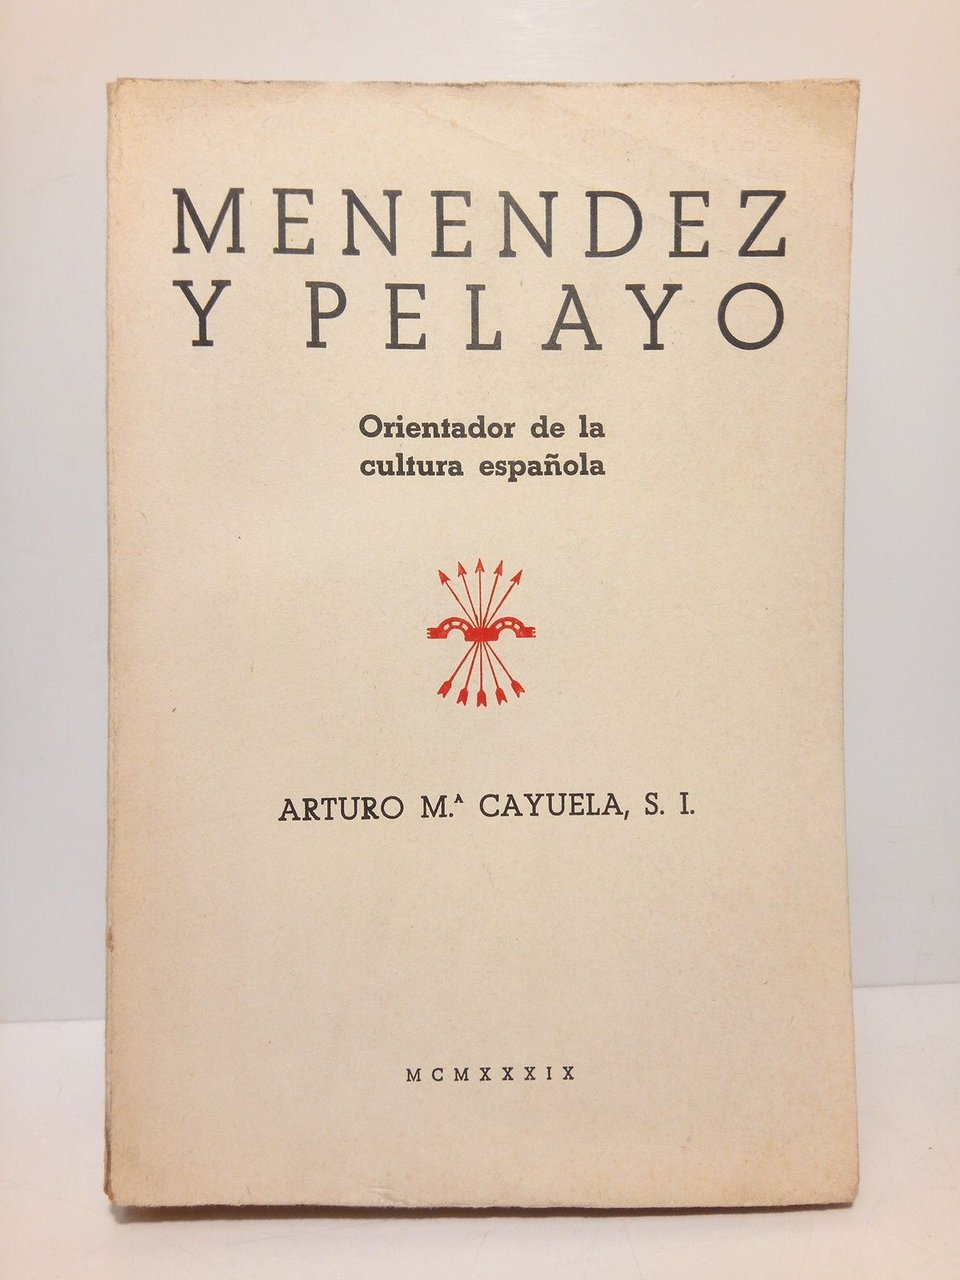 MENENDEZ
Y PELAYO
Orientador de la
cultura española
ARTURO M.ᴬ CAYUELA, S. I.
MCMXXXIX